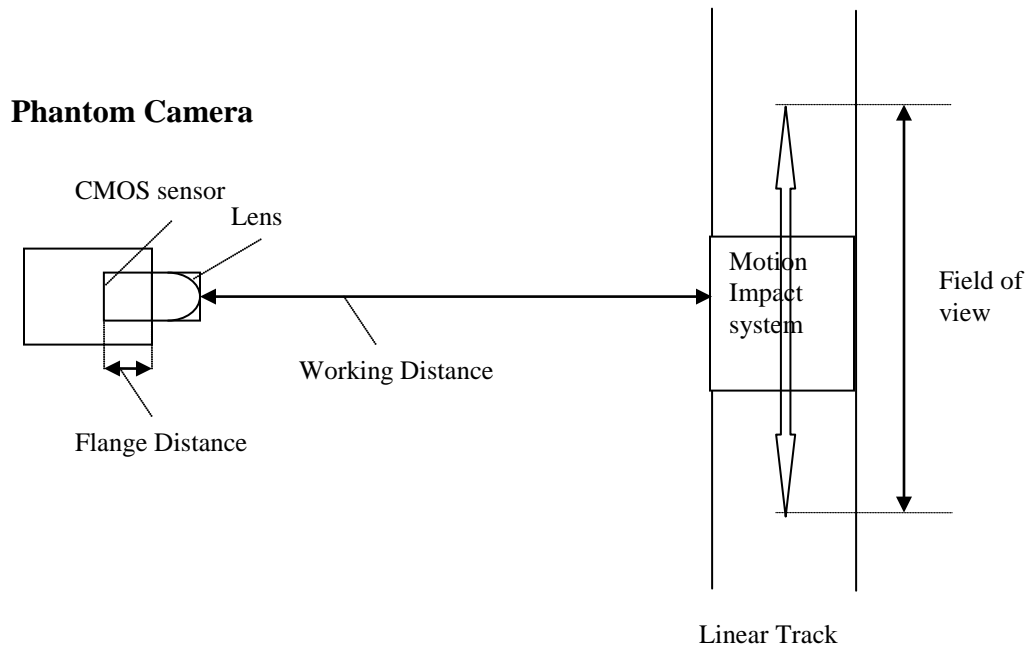 Phantom Camera
CMOS sensor
Lens
Motion
Impact
system
Field of
view
Working Distance
Flange Distance
Linear Track